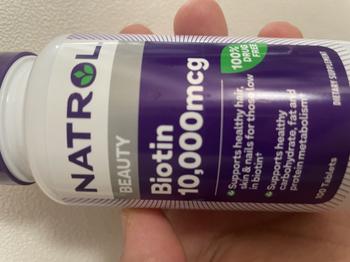 NATROL
BEAUTY
Biotin
10,000mcg
100%
DRUG
FREE
Supports healthy hair,
skin & nails for those low
in biotin†
Supports healthy
carbohydrate, fat and
protein metabolism†
100 Tablets
DIETARY SUPPLEMENT